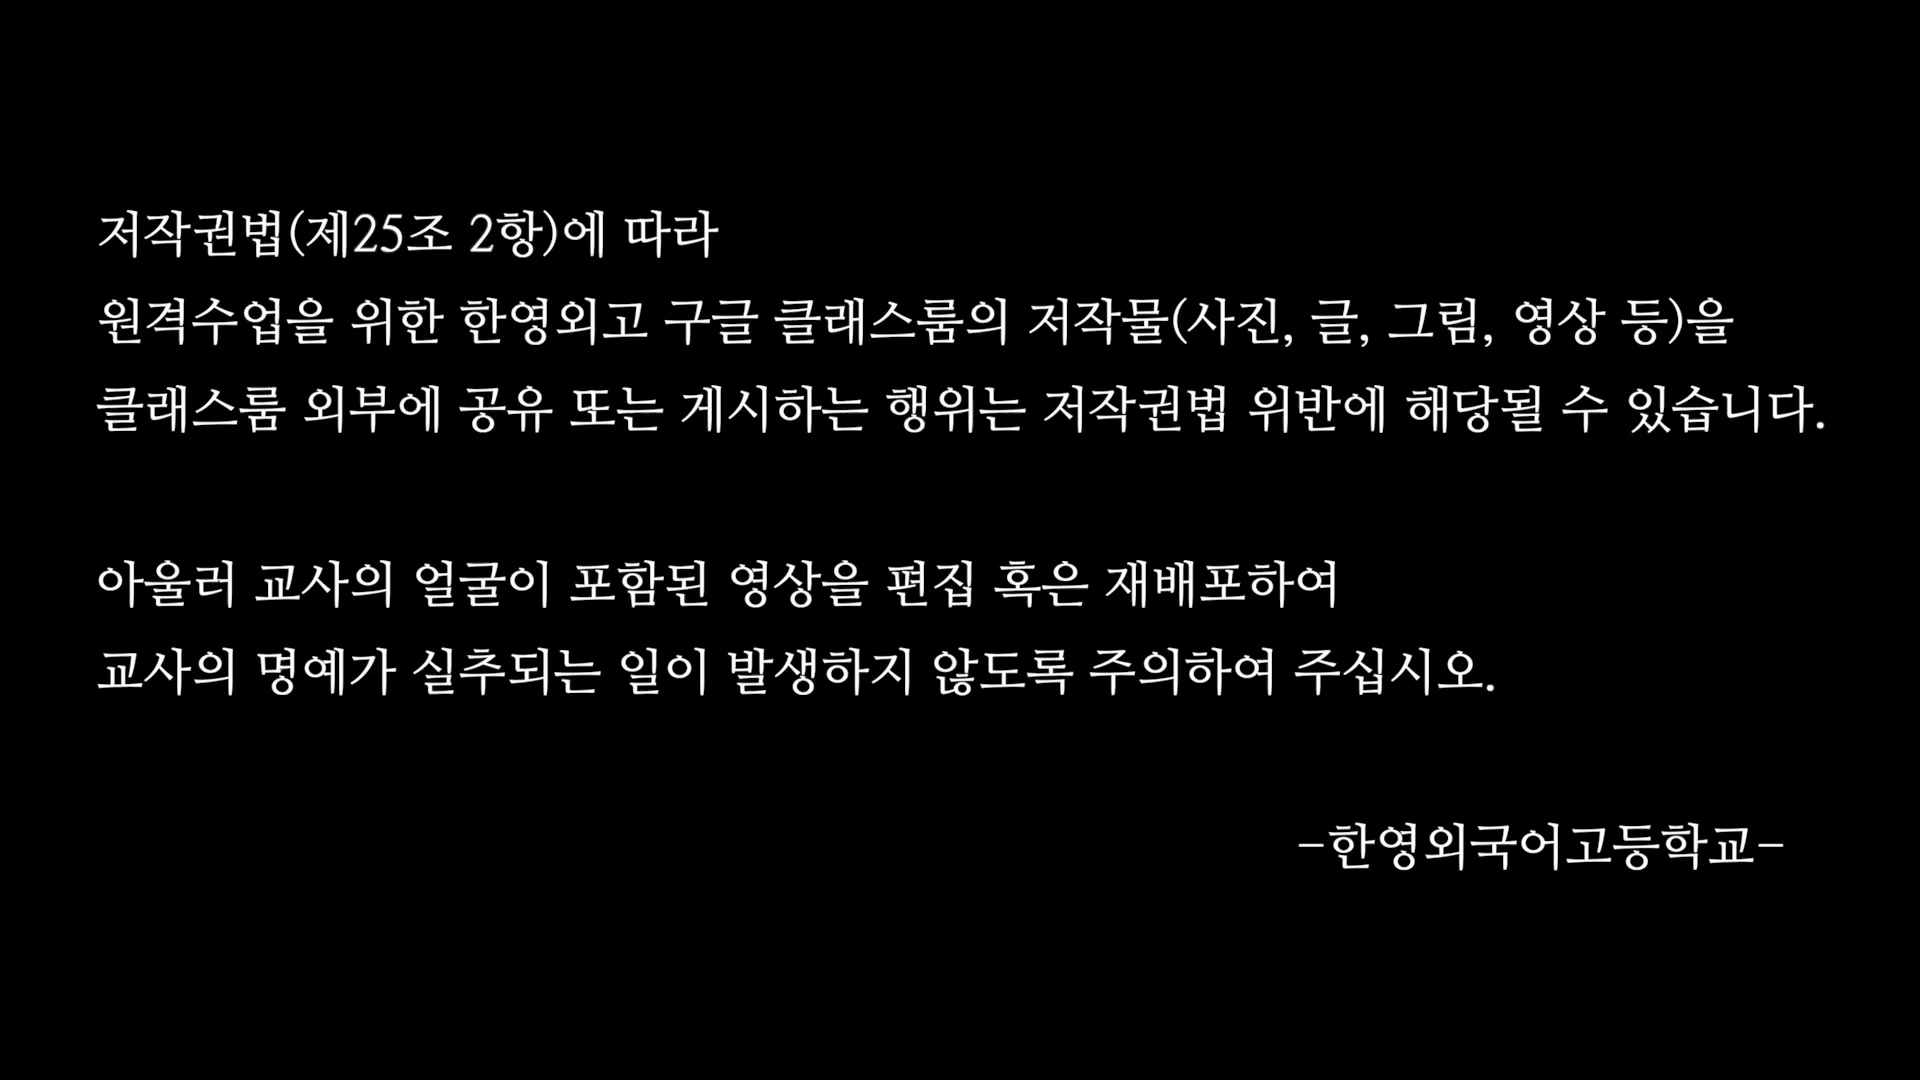 저작권법(제25조 2항)에 따라
원격수업을 위한 한영외고 구글 클래스룸의 저작물(사진, 글, 그림, 영상 등)을
클래스룸 외부에 공유 또는 게시하는 행위는 저작권법 위반에 해당될 수 있습니다.
아울러 교사의 얼굴이 포함된 영상을 편집 혹은 재배포하여
교사의 명예가 실추되는 일이 발생하지 않도록 주의하여 주십시오.
-한영외국어고등학교-